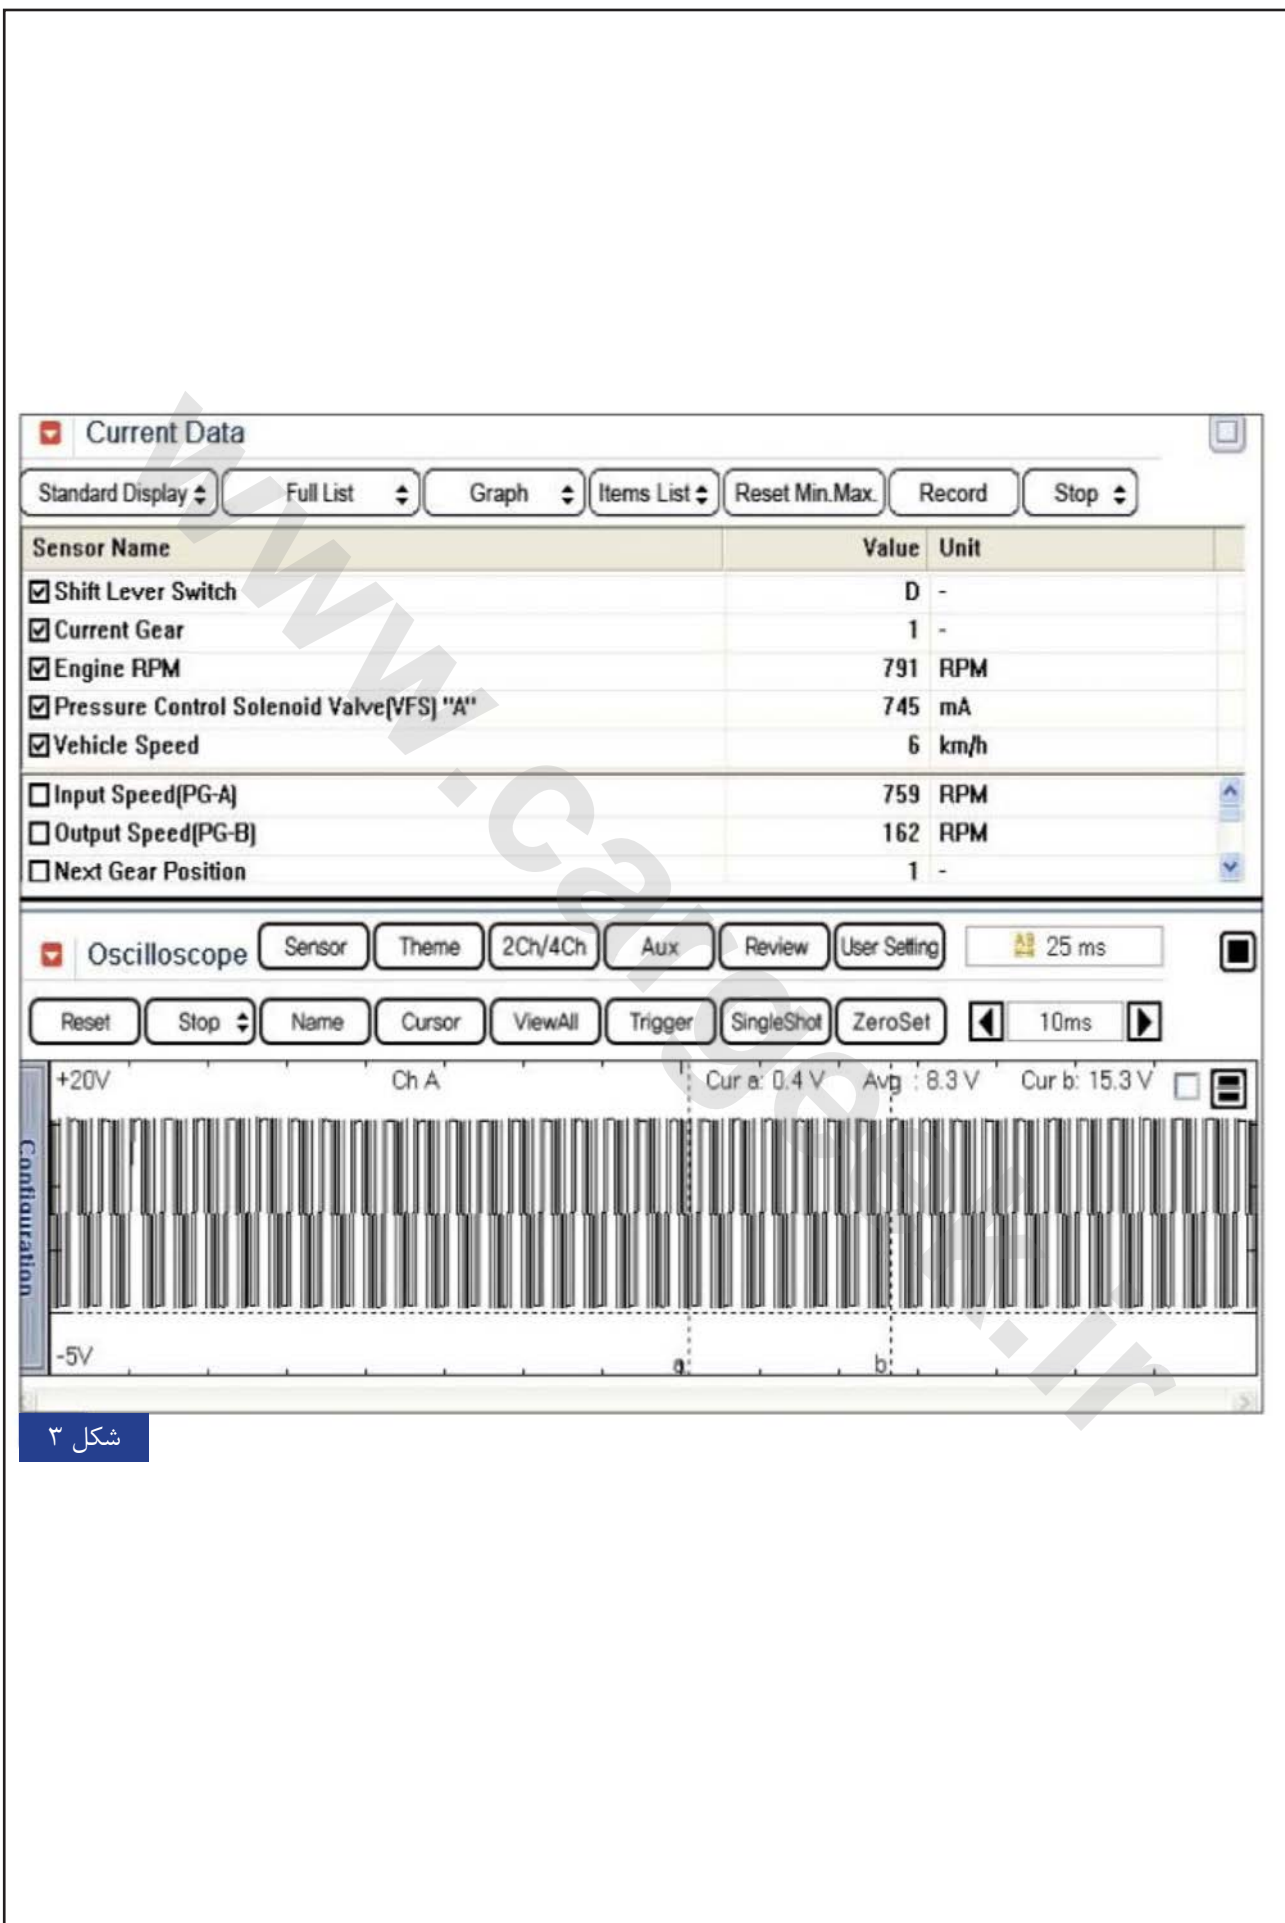 Current Data
Standard Display Full List Graph Items List Reset Min.Max. Record Stop
Sensor Name Value Unit
Shift Lever Switch D -
Current Gear 1 -
Engine RPM 791 RPM
Pressure Control Solenoid Valve(VFS) "A" 745 mA
Vehicle Speed 6 km/h
Input Speed(PG-A) 759 RPM
Output Speed(PG-B) 162 RPM
Next Gear Position 1 -
Oscilloscope Sensor Theme 2Ch/4Ch Aux Review User Setting 25 ms
Reset Stop Name Cursor ViewAll Trigger SingleShot ZeroSet 10ms
+20V Ch A Cur a: 0.4 V Avg : 8.3 V Cur b: 15.3 V
Configuration
-5V a b
شکل ۳
www.cargeek.ir